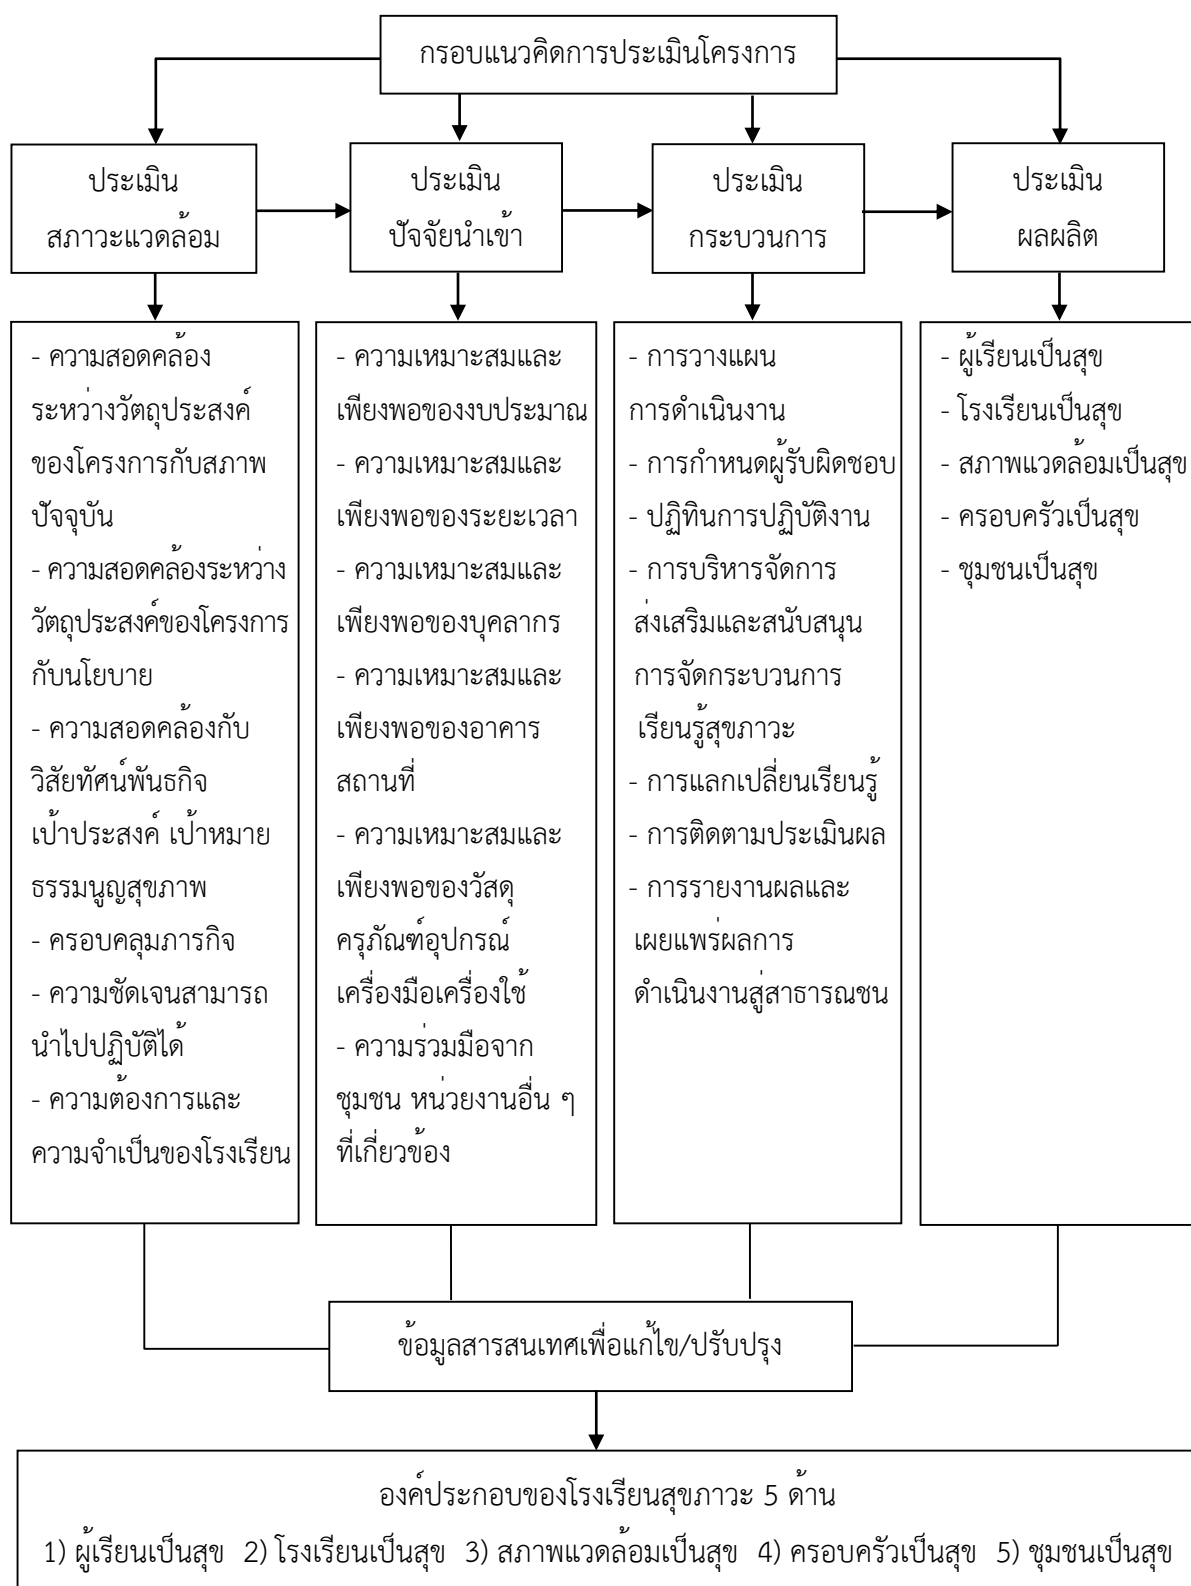 กรอบแนวคิดการประเมินโครงการ
ประเมิน
สภาวะแวดล้อม
ประเมิน
ปัจจัยนำเข้า
ประเมิน
กระบวนการ
ประเมิน
ผลผลิต
- ความสอดคล้อง
ระหว่างวัตถุประสงค์
ของโครงการกับสภาพ
ปัจจุบัน
- ความสอดคล้องระหว่าง
วัตถุประสงค์ของโครงการ
กับนโยบาย
- ความสอดคล้องกับ
วิสัยทัศน์พันธกิจ
เป้าประสงค์ เป้าหมาย
ธรรมนูญสุขภาพ
- ครอบคลุมภารกิจ
- ความชัดเจนสามารถ
นำไปปฏิบัติได้
- ความต้องการและ
ความจำเป็นของโรงเรียน
- ความเหมาะสมและ
เพียงพอของงบประมาณ
- ความเหมาะสมและ
เพียงพอของระยะเวลา
- ความเหมาะสมและ
เพียงพอของบุคลากร
- ความเหมาะสมและ
เพียงพอของอาคาร
สถานที่
- ความเหมาะสมและ
เพียงพอของวัสดุ
ครุภัณฑ์อุปกรณ์
เครื่องมือเครื่องใช้
- ความร่วมมือจาก
ชุมชน หน่วยงานอื่น ๆ
ที่เกี่ยวข้อง
- การวางแผน
การดำเนินงาน
- การกำหนดผู้รับผิดชอบ
- ปฏิทินการปฏิบัติงาน
- การบริหารจัดการ
ส่งเสริมและสนับสนุน
การจัดกระบวนการ
เรียนรู้สุขภาวะ
- การแลกเปลี่ยนเรียนรู้
- การติดตามประเมินผล
- การรายงานผลและ
เผยแพร่ผลการ
ดำเนินงานสู่สาธารณชน
- ผู้เรียนเป็นสุข
- โรงเรียนเป็นสุข
- สภาพแวดล้อมเป็นสุข
- ครอบครัวเป็นสุข
- ชุมชนเป็นสุข
ข้อมูลสารสนเทศเพื่อแก้ไข/ปรับปรุง
องค์ประกอบของโรงเรียนสุขภาวะ 5 ด้าน
1) ผู้เรียนเป็นสุข 2) โรงเรียนเป็นสุข 3) สภาพแวดล้อมเป็นสุข 4) ครอบครัวเป็นสุข 5) ชุมชนเป็นสุข